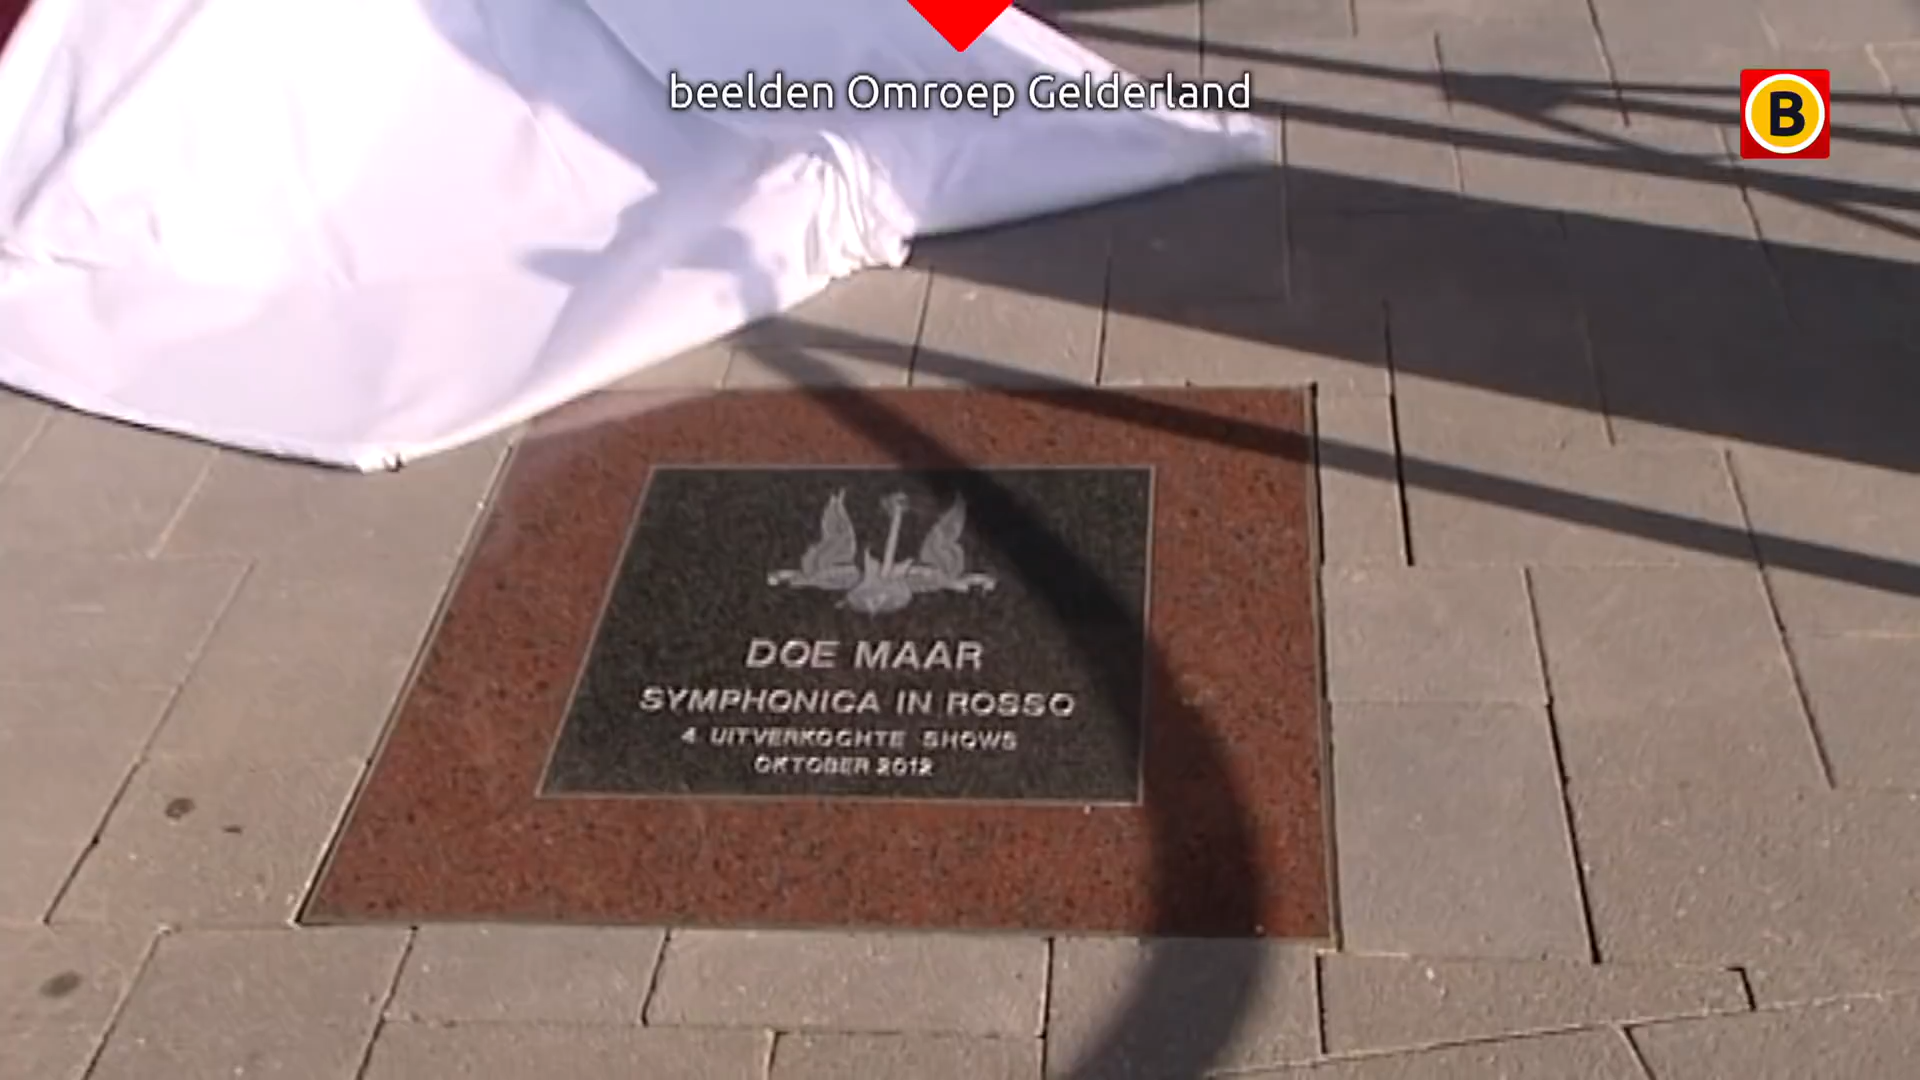 beelden Omroep Gelderland
B
DOE MAAR
SYMPHONICA IN ROSSO
4 UITVERKOCHTE SHOWS
OKTOBER 2012